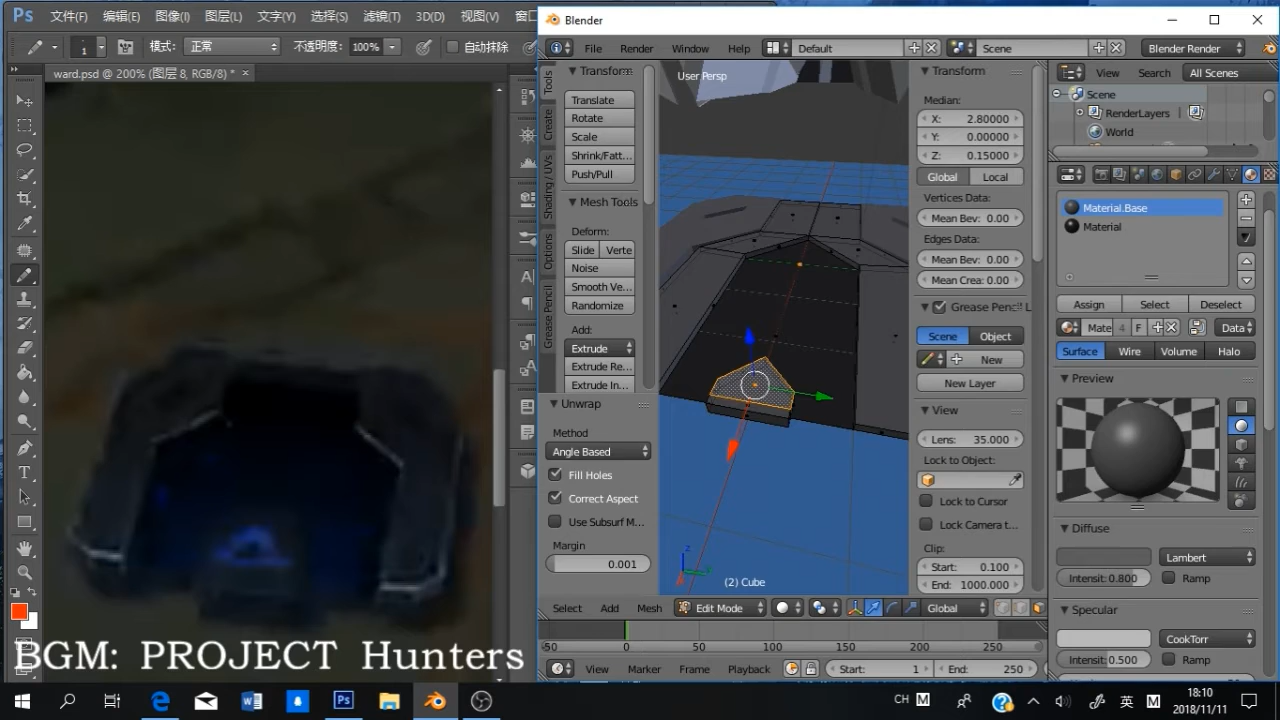 Ps 文件(F) 编辑(E) 图像(I) 图层(L) 文字(Y) 选择(S) 滤镜(T) 3D(D) 视图(V) 窗
1 模式: 正常 不透明度: 100% 自动抹除
ward.psd @ 200% (图层 8, RGB/8) * ×
BGM: PROJECT Hunters
Blender
File Render Window Help Default Scene Blender Render
Tools
Create
Shading / UVs
Options
Grease Pencil
Transform
Translate
Rotate
Scale
Shrink/Fatt...
Push/Pull
Mesh Tools
Deform:
Slide Verte
Noise
Smooth Ve...
Randomize
Add:
Extrude
Extrude Re...
Extrude In...
Unwrap
Method
Angle Based
Fill Holes
Correct Aspect
Use Subsurf M...
Margin
0.001
User Persp
(2) Cube
Transform
Median:
X: 2.80000
Y: 0.00000
Z: 0.15000
Global Local
Vertices Data:
Mean Bev: 0.00
Edges Data:
Mean Bev: 0.00
Mean Crea: 0.00
Grease Pencil L
Scene Object
New
New Layer
View
Lens: 35.000
Lock to Object:
Lock to Cursor
Lock Camera t...
Clip:
Start: 0.100
End: 1000.000
Select Add Mesh Edit Mode Global
-50 0 50 100 150 200 250
View Marker Frame Playback Start: 1 End: 250
View Search All Scenes
Scene
RenderLayers
World
Material.Base
Material
Assign Select Deselect
Mate 4 F Data
Surface Wire Volume Halo
Preview
Diffuse
Lambert
Intensit: 0.800 Ramp
Specular
CookTorr
Intensit: 0.500 Ramp
CH M 英 M
18:10
2018/11/11